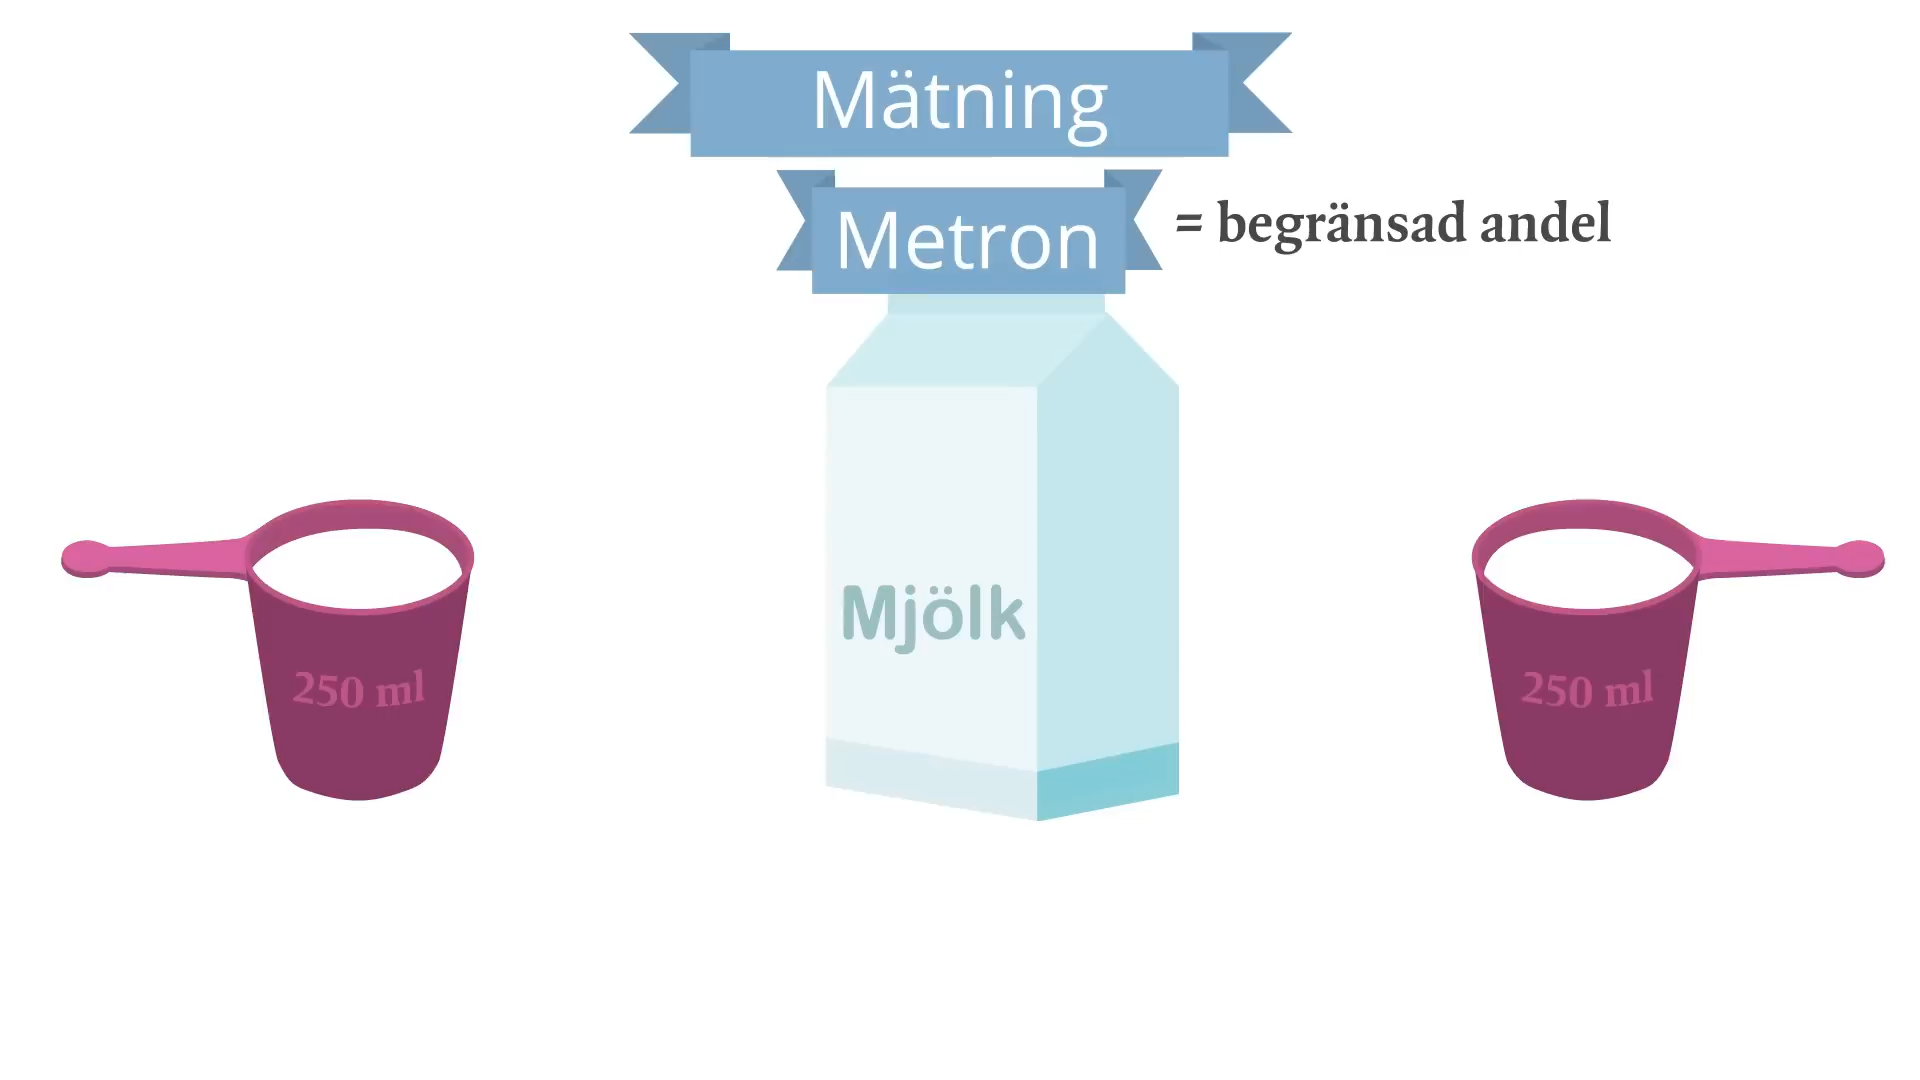 Mätning
Metron
= begränsad andel
Mjölk
250 ml
250 ml